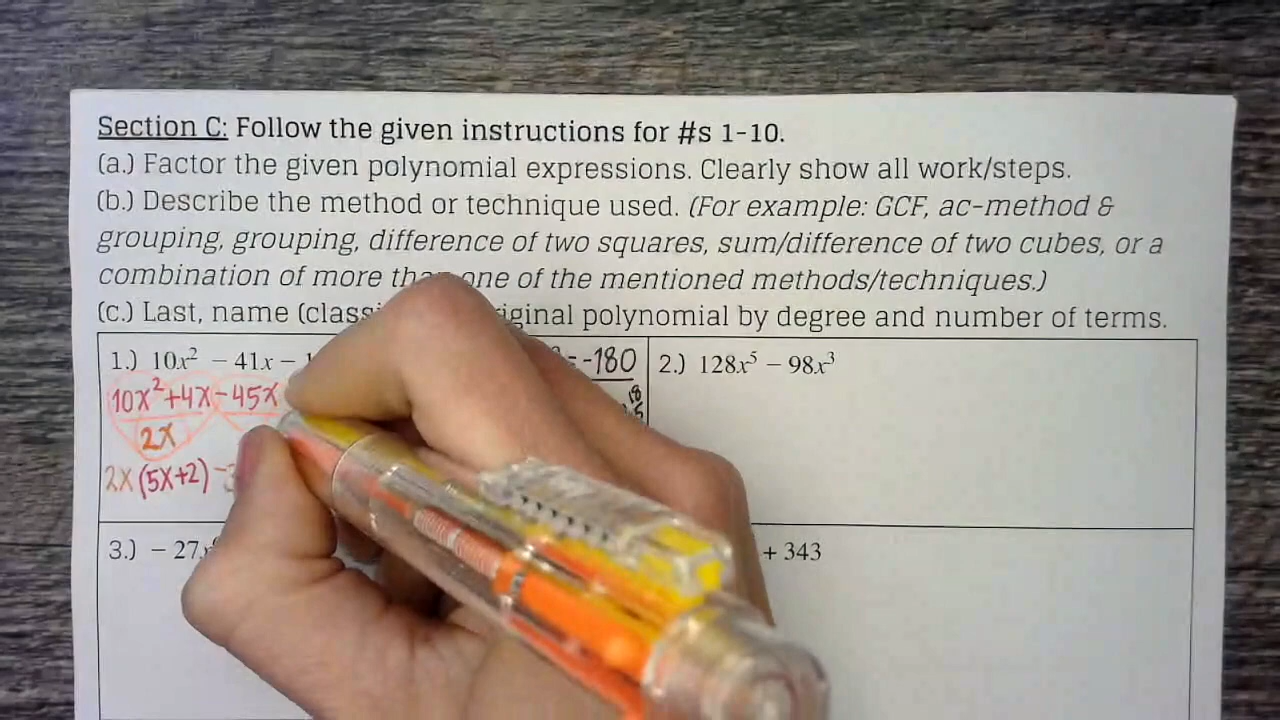 Section C: Follow the given instructions for #s 1-10.
(a.) Factor the given polynomial expressions. Clearly show all work/steps.
(b.) Describe the method or technique used. (For example: GCF, ac-method &
grouping, grouping, difference of two squares, sum/difference of two cubes, or a
combination of more one of the mentioned methods/techniques.)
(c.) Last, name polynomial by degree and number of terms.
1.) 10x² – 41x – = -180
2.) 128x⁵ – 98x³
10x²+4x-45x 18
2x
2x(5x+2) -
3.) – 27
+ 343